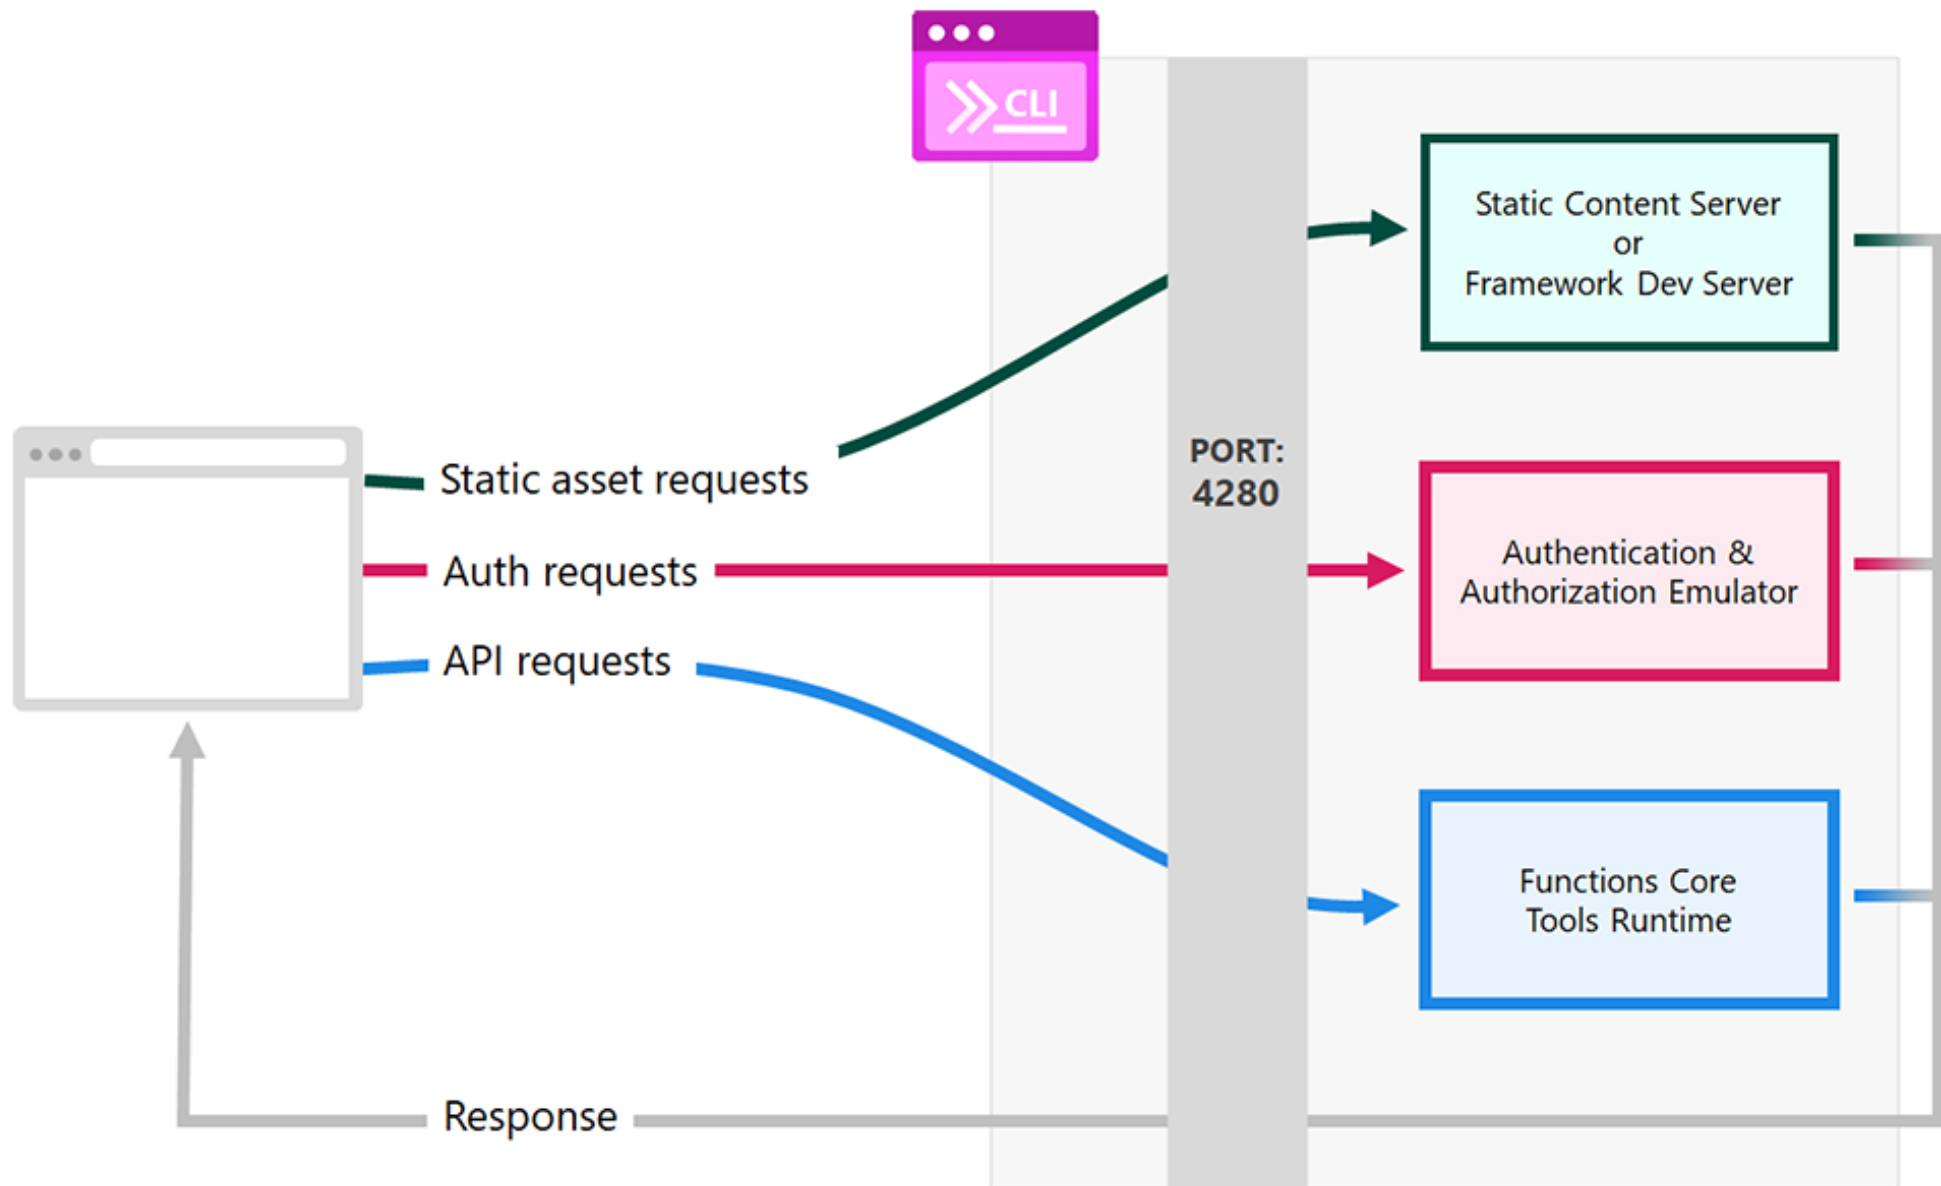 CLI
Static Content Server
or
Framework Dev Server
PORT:
4280
Static asset requests
Auth requests
API requests
Authentication &
Authorization Emulator
Functions Core
Tools Runtime
Response